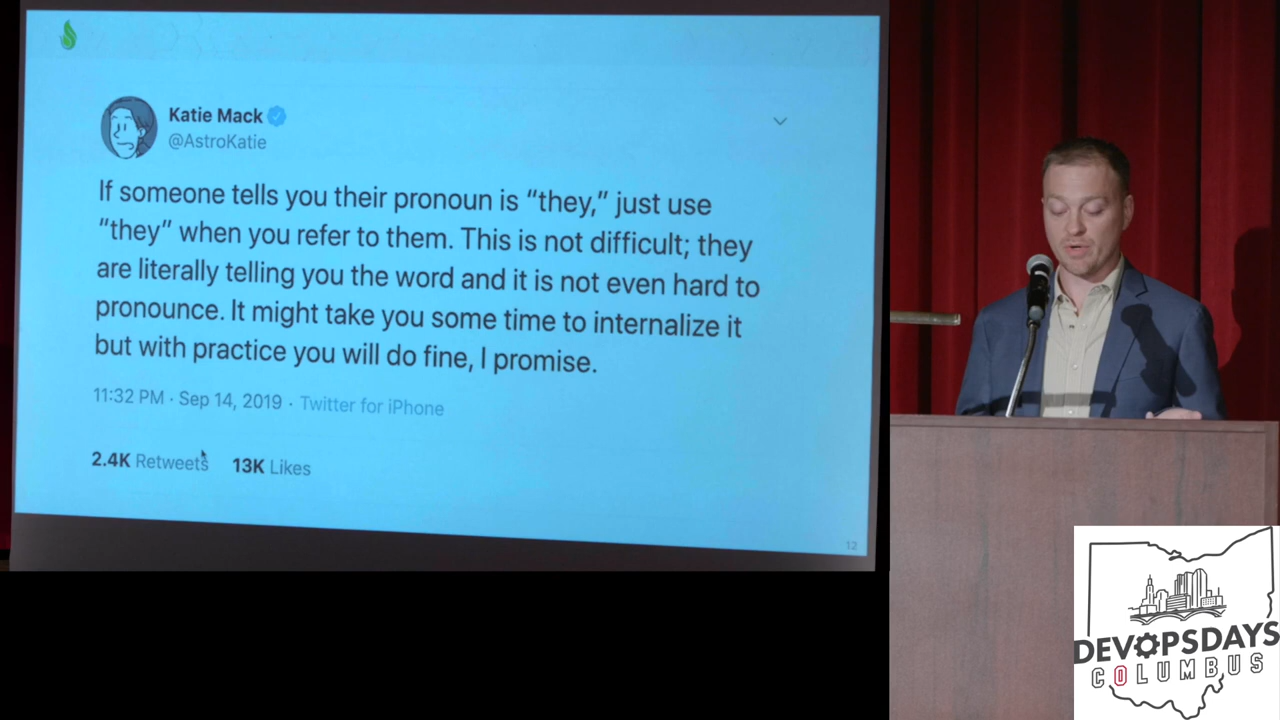 Katie Mack
@AstroKatie
If someone tells you their pronoun is “they,” just use
“they” when you refer to them. This is not difficult; they
are literally telling you the word and it is not even hard to
pronounce. It might take you some time to internalize it
but with practice you will do fine, I promise.
11:32 PM · Sep 14, 2019 · Twitter for iPhone
2.4K Retweets 13K Likes
12
DEVOPSDAYS
COLUMBUS